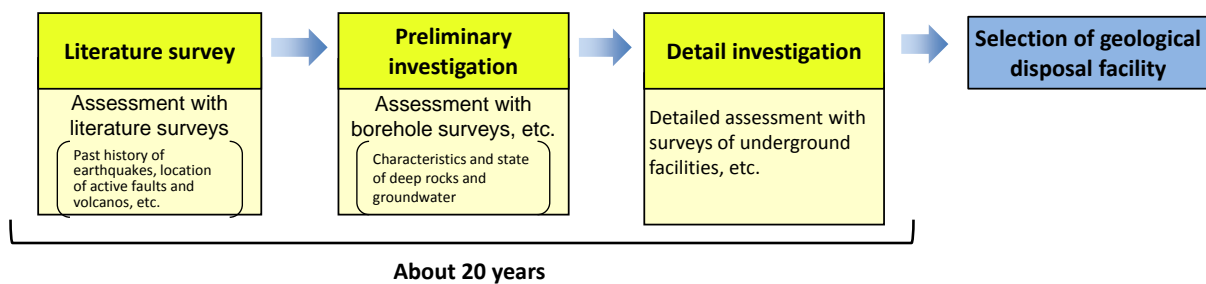 Literature survey
Assessment with
literature surveys
Past history of
earthquakes, location
of active faults and
volcanos, etc.
Preliminary
investigation
Assessment with
borehole surveys, etc.
Characteristics and state
of deep rocks and
groundwater
Detail investigation
Detailed assessment with
surveys of underground
facilities, etc.
Selection of geological
disposal facility
About 20 years